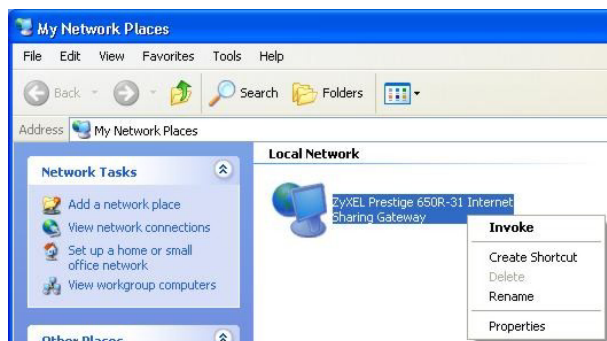 My Network Places
File Edit View Favorites Tools Help
Back Search Folders
Address My Network Places
Network Tasks
Add a network place
View network connections
Set up a home or small
office network
View workgroup computers
Other Places
Local Network
ZyXEL Prestige 650R-31 Internet
Sharing Gateway
Invoke
Create Shortcut
Delete
Rename
Properties